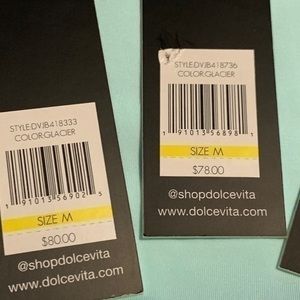 STYLE:DVJB418333
COLOR:GLACIER
1 91013 56902 5
SIZE M
$80.00
@shopdolcevita
www.dolcevita.com
STYLE:DVJB418736
COLOR:GLACIER
1 91013 56898 1
SIZE M
$78.00
@shopdolcevita
www.dolcevita.com